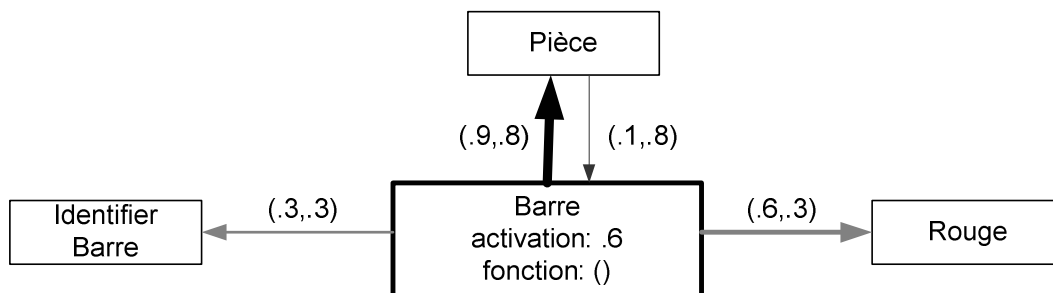 Pièce
(.9,.8)
(.1,.8)
Identifier
Barre
(.3,.3)
Barre
activation: .6
fonction: ()
(.6,.3)
Rouge